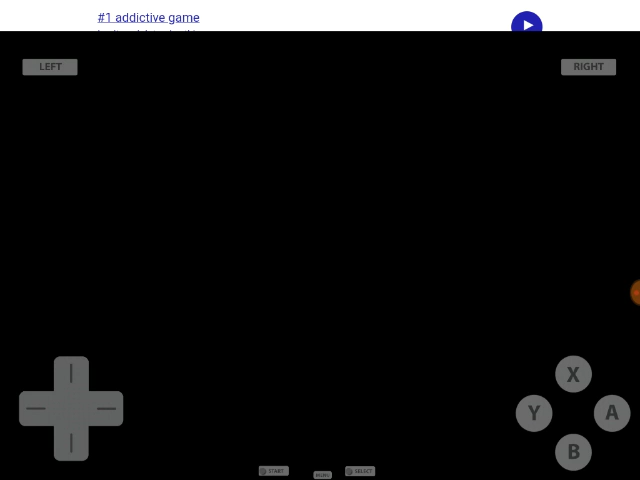 #1 addictive game
LEFT
RIGHT
X
Y
A
B
START
MENU
SELECT